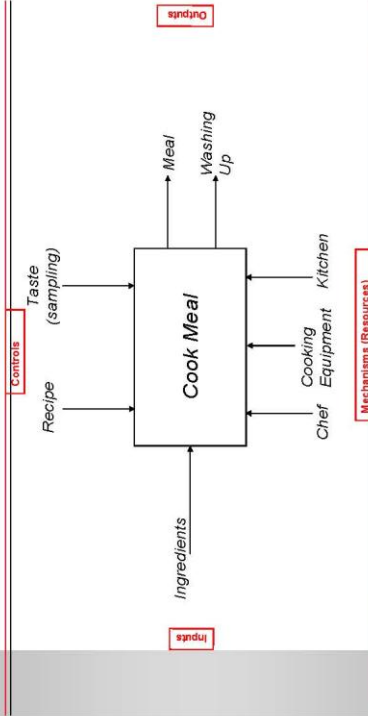 Controls
Recipe
Taste
(sampling)
Inputs
Ingredients
Cook Meal
Meal
Washing
Up
Outputs
Chef
Cooking
Equipment
Kitchen
Mechanisms (Resources)